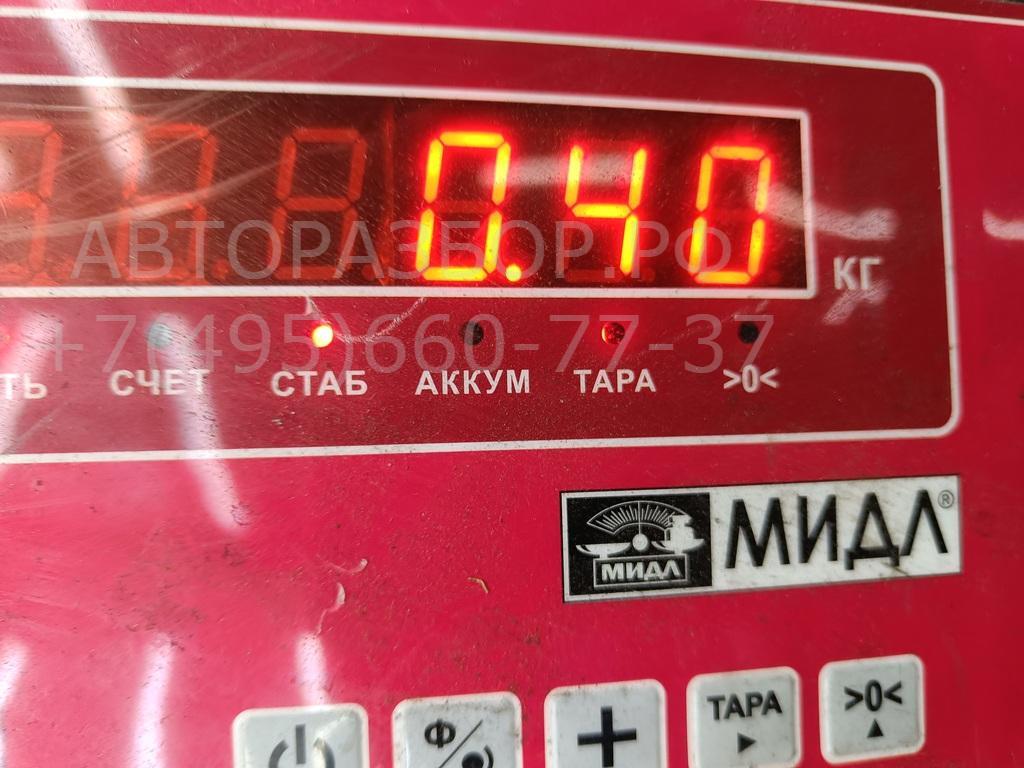 0.40
КГ
АВТОРАЗБОР.РФ
+7(495)660-77-37
ТЬ СЧЕТ СТАБ АККУМ ТАРА >0<
МИДЛ
МИДЛ®
Ф
+
ТАРА
>0<